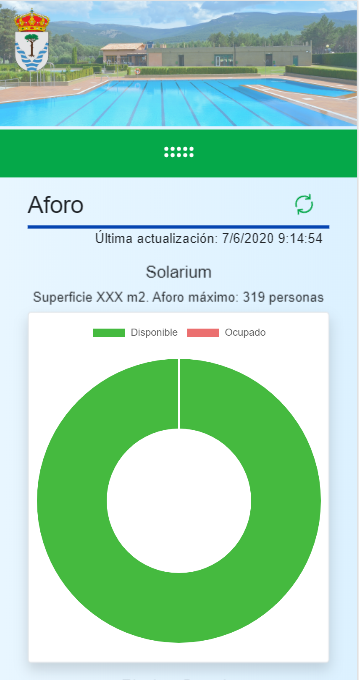 Aforo
Última actualización: 7/6/2020 9:14:54
Solarium
Superficie XXX m2. Aforo máximo: 319 personas
Disponible Ocupado